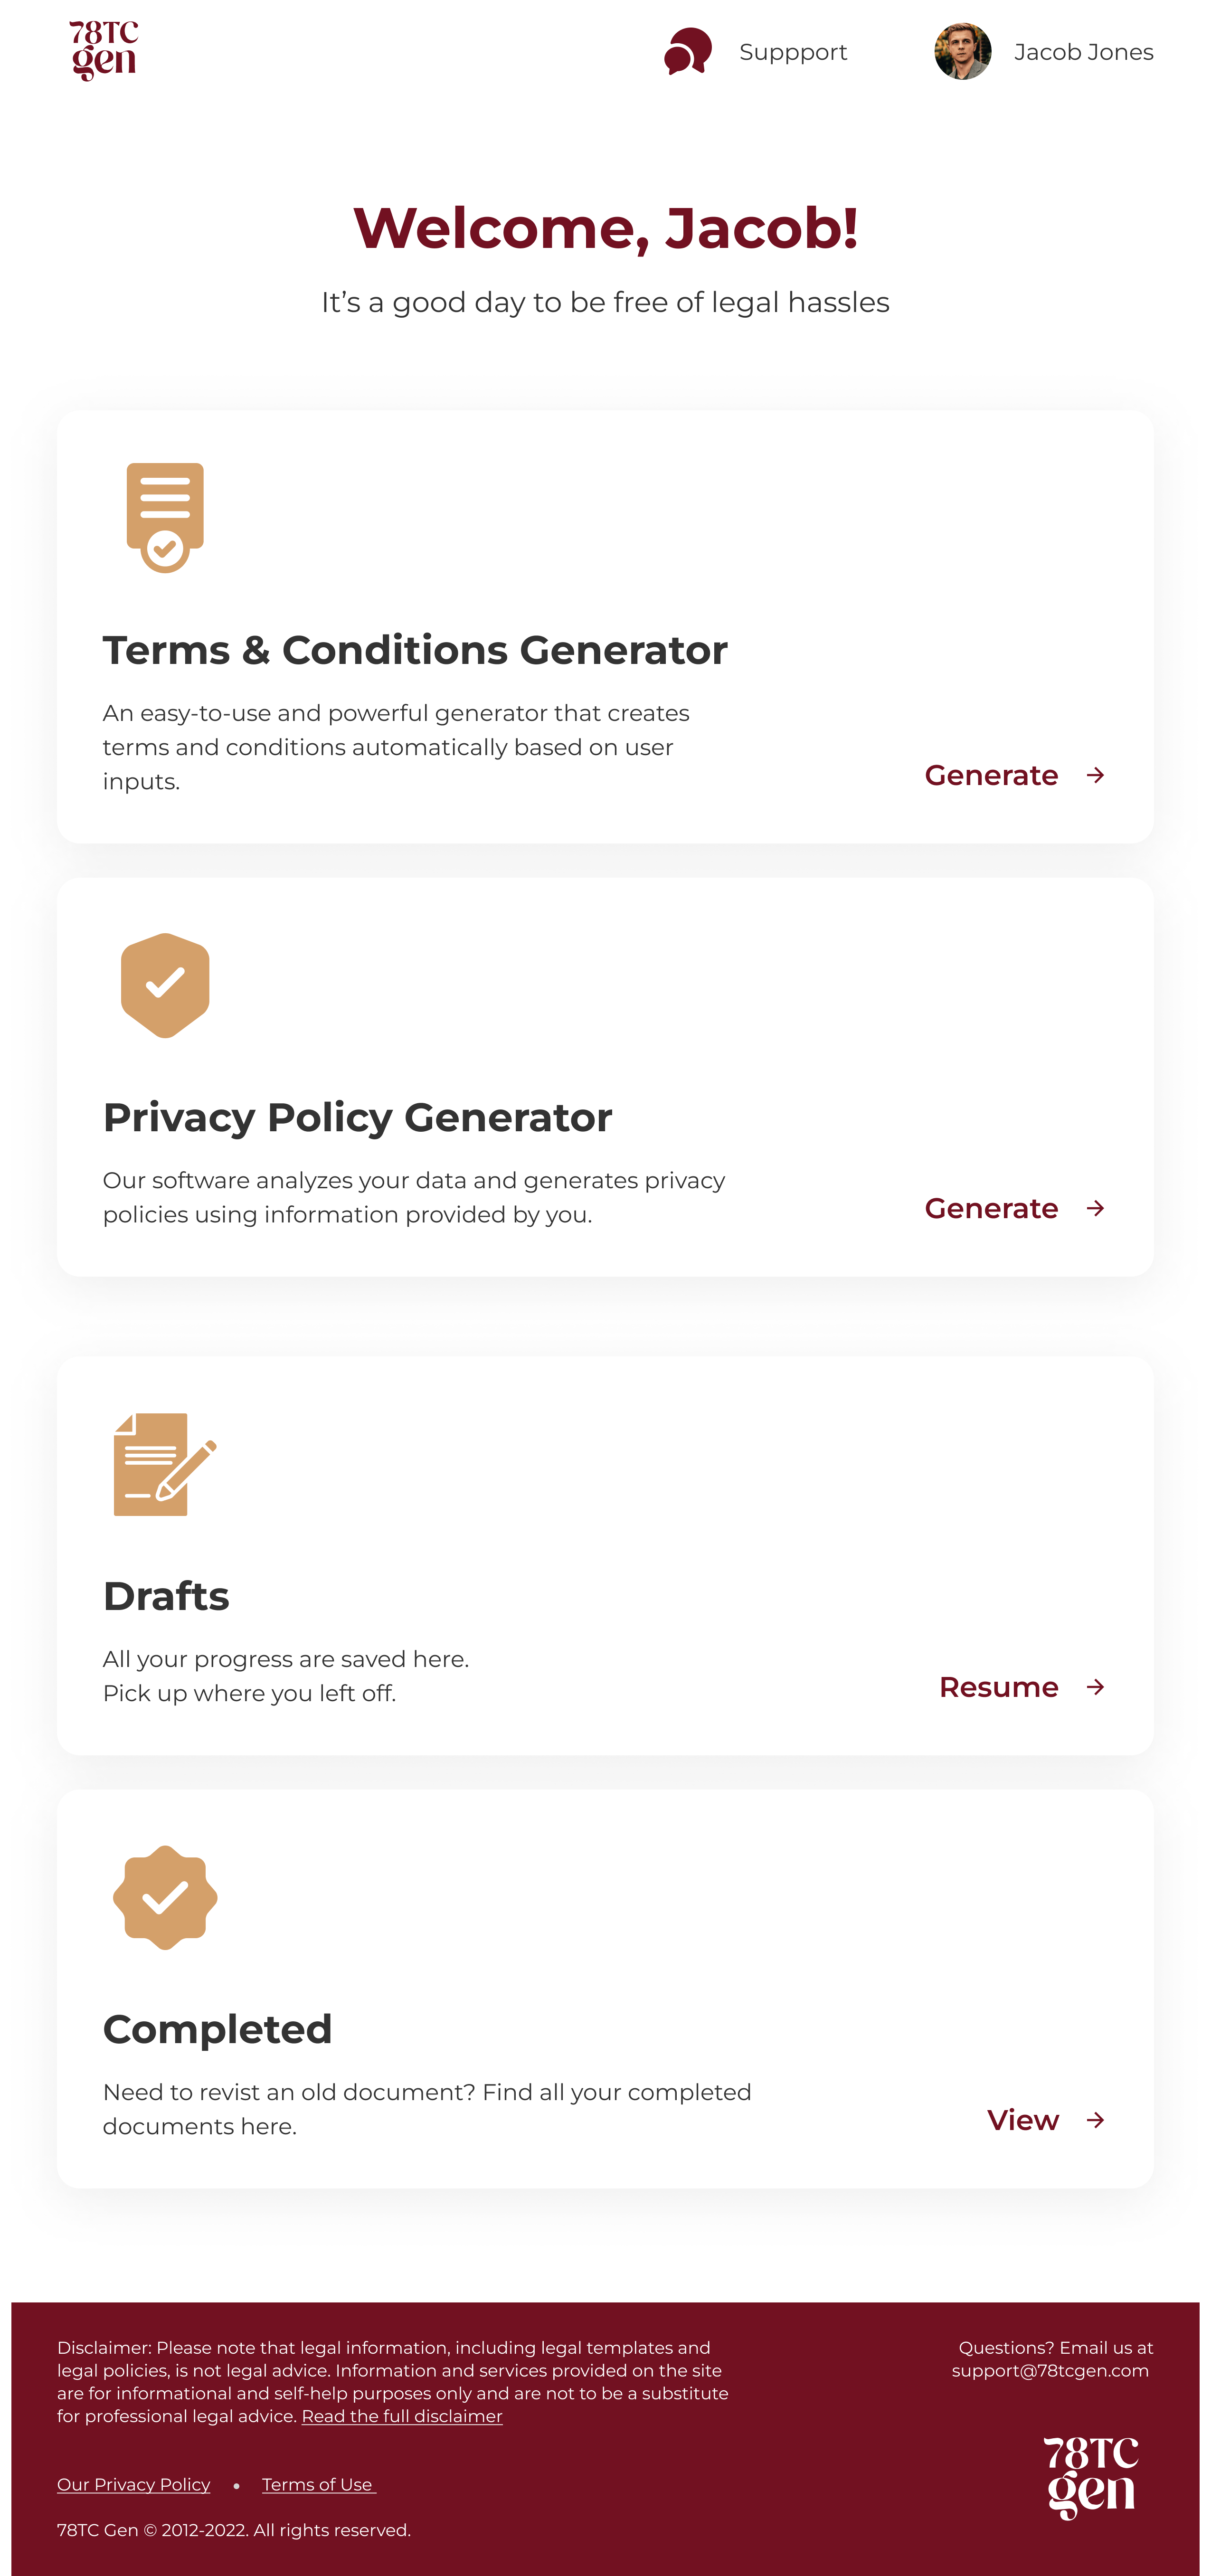 78TC
gen
Suppport
Jacob Jones
Welcome, Jacob!
It’s a good day to be free of legal hassles
Terms & Conditions Generator
An easy-to-use and powerful generator that creates
terms and conditions automatically based on user
inputs.
Generate →
Privacy Policy Generator
Our software analyzes your data and generates privacy
policies using information provided by you.
Generate →
Drafts
All your progress are saved here.
Pick up where you left off.
Resume →
Completed
Need to revist an old document? Find all your completed
documents here.
View →
Disclaimer: Please note that legal information, including legal templates and
legal policies, is not legal advice. Information and services provided on the site
are for informational and self-help purposes only and are not to be a substitute
for professional legal advice. Read the full disclaimer
Questions? Email us at
support@78tcgen.com
Our Privacy Policy • Terms of Use
78TC Gen © 2012-2022. All rights reserved.
78TC
gen